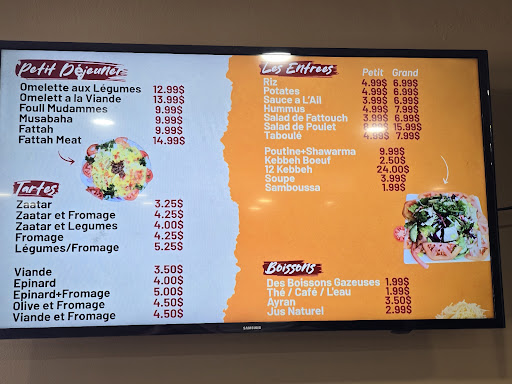 Petit Déjeuner
Omelette aux Légumes 12.99$
Omelett a la Viande 13.99$
Foull Mudammes 9.99$
Musabaha 9.99$
Fattah 9.99$
Fattah Meat 14.99$
Tartes
Zaatar 3.25$
Zaatar et Fromage 4.25$
Zaatar et Legumes 4.00$
Fromage 4.25$
Légumes/Fromage 5.25$
Viande 3.50$
Epinard 4.00$
Epinard+Fromage 5.00$
Olive et Fromage 4.50$
Viande et Fromage 4.50$
Les Entrees Petit Grand
Riz 4.99$ 6.99$
Potates 4.99$ 6.99$
Sauce a L'Ail 3.99$ 6.99$
Hummus 4.99$ 7.99$
Salad de Fattouch 3.99$ 6.99$
Salad de Poulet 15.99$
Taboulé 4.99$ 7.99$
Poutine+Shawarma 9.99$
Kebbeh Boeuf 2.50$
12 Kebbeh 24.00$
Soupe 3.99$
Samboussa 1.99$
Boissons
Des Boissons Gazeuses 1.99$
Thé / Café / L'eau 1.99$
Ayran 3.50$
Jus Naturel 2.99$
SAMSUNG